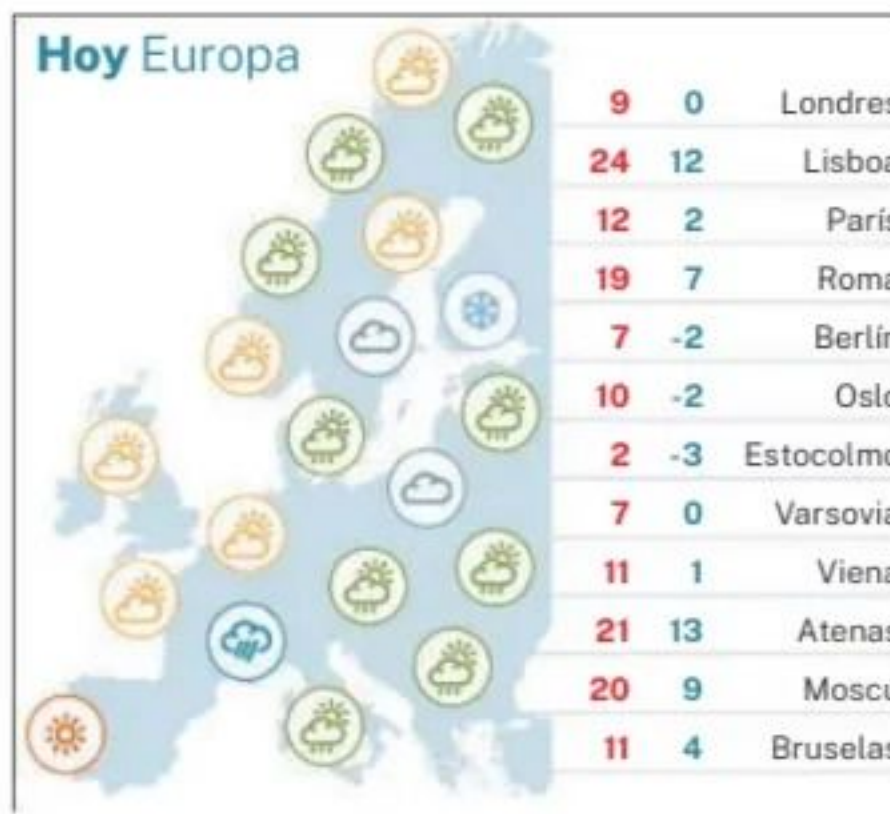 Hoy Europa
9 0 Londres
24 12 Lisboa
12 2 París
19 7 Roma
7 -2 Berlín
10 -2 Oslo
2 -3 Estocolmo
7 0 Varsovia
11 1 Viena
21 13 Atenas
20 9 Moscú
11 4 Bruselas